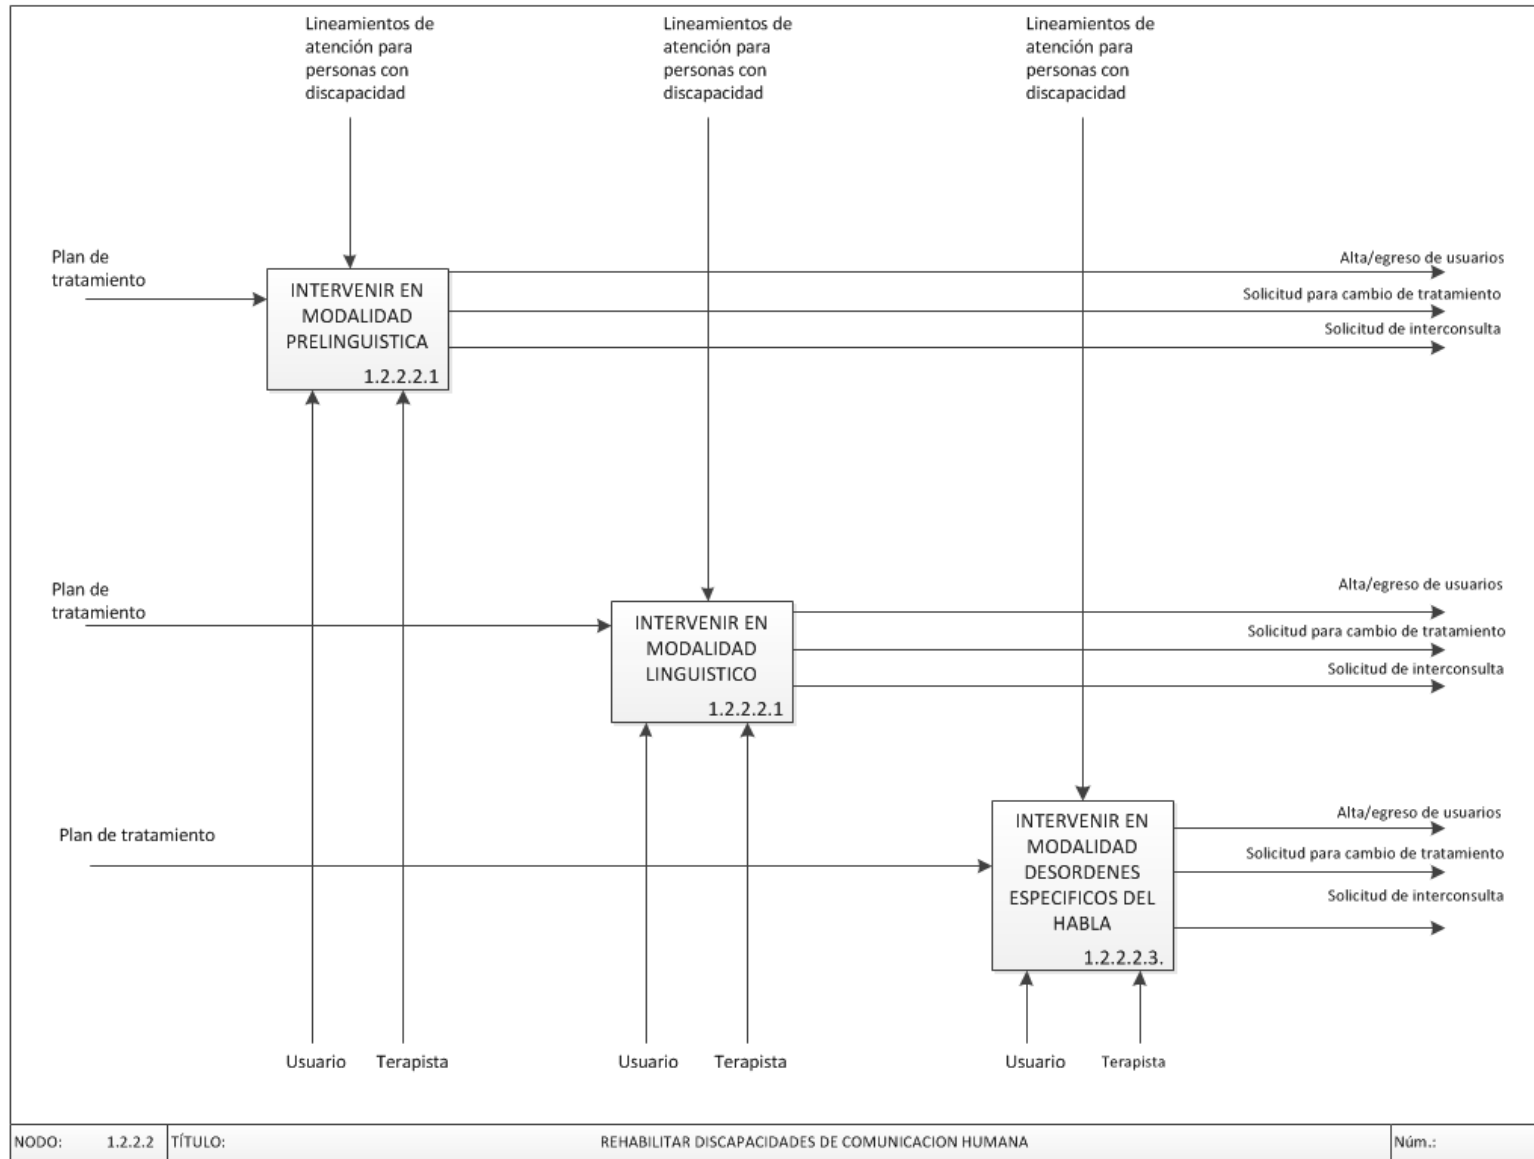 Lineamientos de
atención para
personas con
discapacidad
Lineamientos de
atención para
personas con
discapacidad
Lineamientos de
atención para
personas con
discapacidad
Plan de
tratamiento
INTERVENIR EN
MODALIDAD
PRELINGUISTICA
1.2.2.2.1
Alta/egreso de usuarios
Solicitud para cambio de tratamiento
Solicitud de interconsulta
Plan de
tratamiento
INTERVENIR EN
MODALIDAD
LINGUISTICO
1.2.2.2.1
Alta/egreso de usuarios
Solicitud para cambio de tratamiento
Solicitud de interconsulta
Plan de tratamiento
INTERVENIR EN
MODALIDAD
DESORDENES
ESPECIFICOS DEL
HABLA
1.2.2.2.3.
Alta/egreso de usuarios
Solicitud para cambio de tratamiento
Solicitud de interconsulta
Usuario Terapista
Usuario Terapista
Usuario Terapista
NODO: 1.2.2.2 TÍTULO: REHABILITAR DISCAPACIDADES DE COMUNICACION HUMANA Núm.: